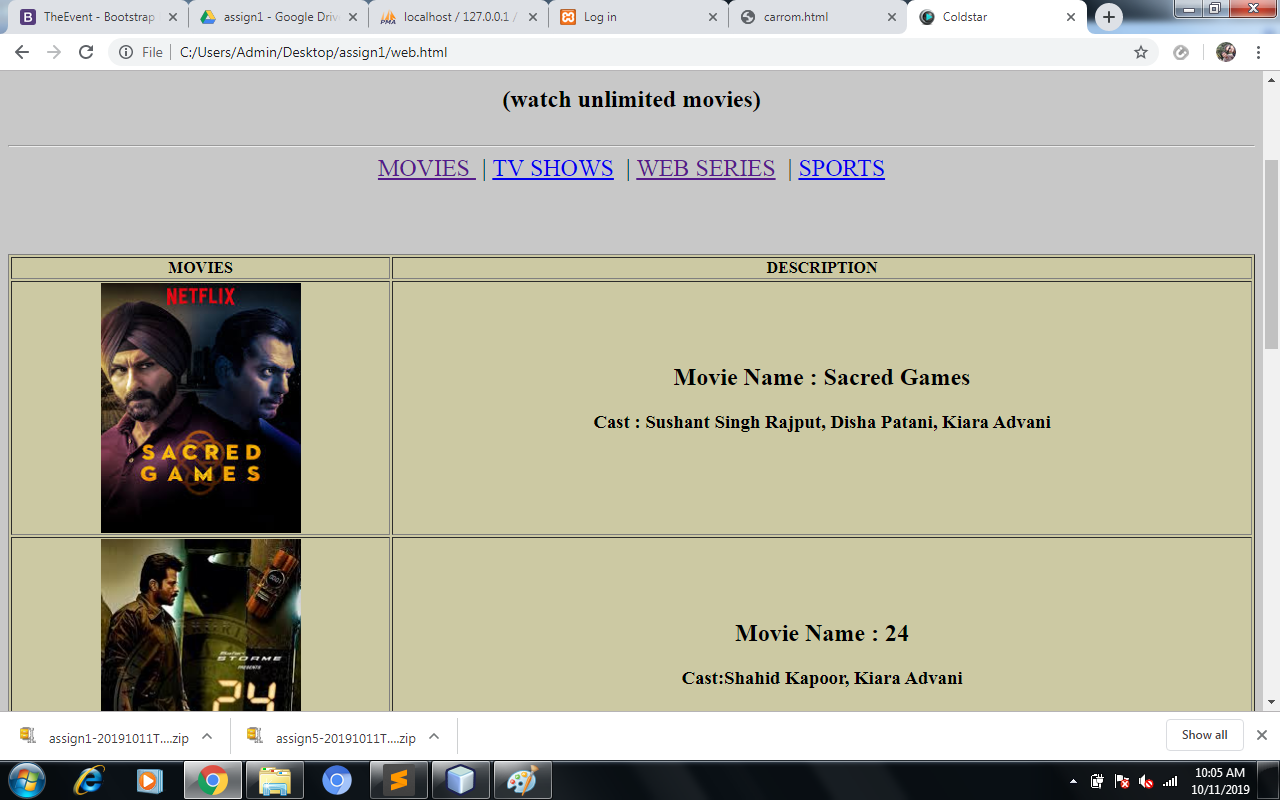 TheEvent - Bootstrap
assign1 - Google Driv
localhost / 127.0.0.1 /
Log in
carrom.html
Coldstar
File
C:/Users/Admin/Desktop/assign1/web.html
(watch unlimited movies)
MOVIES | TV SHOWS | WEB SERIES | SPORTS
MOVIES
DESCRIPTION
NETFLIX
SACRED
GAMES
Movie Name : Sacred Games
Cast : Sushant Singh Rajput, Disha Patani, Kiara Advani
STORME
PRESENTS
24
Movie Name : 24
Cast:Shahid Kapoor, Kiara Advani
assign1-20191011T....zip
assign5-20191011T....zip
Show all
10:05 AM
10/11/2019